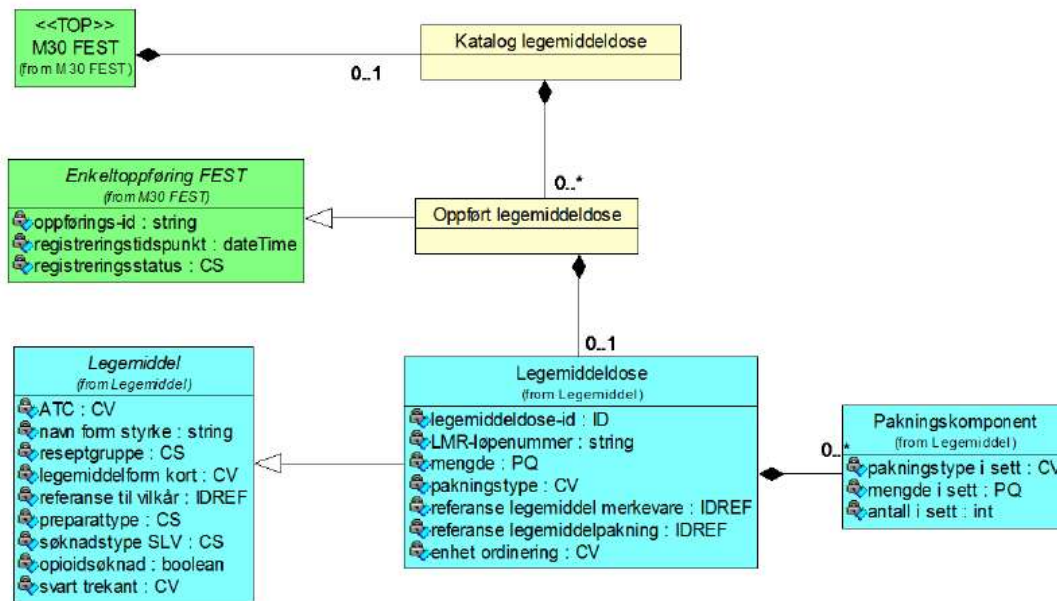 <<TOP>>
M30 FEST
(from M30 FEST)
Katalog legemiddeldose
0..1
Enkeltoppføring FEST
(from M30 FEST)
oppførings-id : string
registreringstidspunkt : dateTime
registreringsstatus : CS
0..*
Oppført legemiddeldose
0..1
Legemiddel
(from Legemiddel)
ATC : CV
navn form styrke : string
reseptgruppe : CS
legemiddelform kort : CV
referanse til vilkår : IDREF
preparattype : CS
søknadstype SLV : CS
opioidsøknad : boolean
svart trekant : CV
Legemiddeldose
(from Legemiddel)
legemiddeldose-id : ID
LMR-løpenummer : string
mengde : PQ
pakningstype : CV
referanse legemiddel merkevare : IDREF
referanse legemiddelpakning : IDREF
enhet ordinering : CV
0..*
Pakningskomponent
(from Legemiddel)
pakningstype i sett : CV
mengde i sett : PQ
antall i sett : int